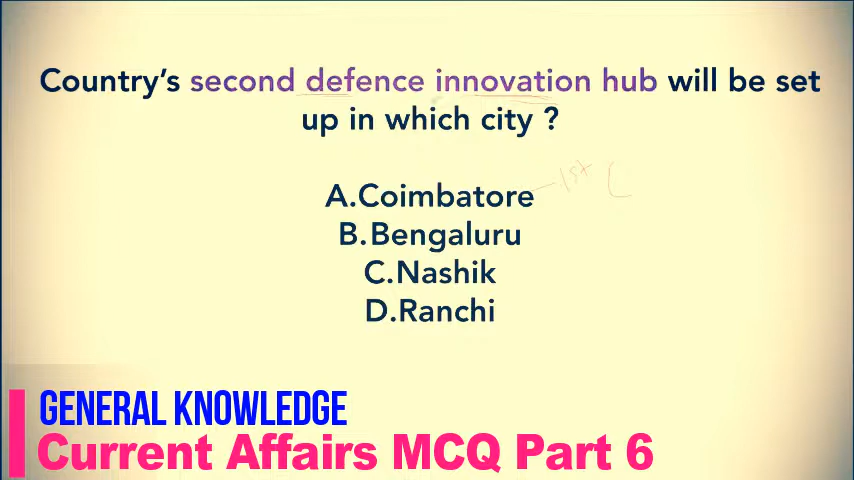 Country's second defence innovation hub will be set
up in which city ?
A.Coimbatore
1st
B.Bengaluru
C.Nashik
D.Ranchi
GENERAL KNOWLEDGE
Current Affairs MCQ Part 6